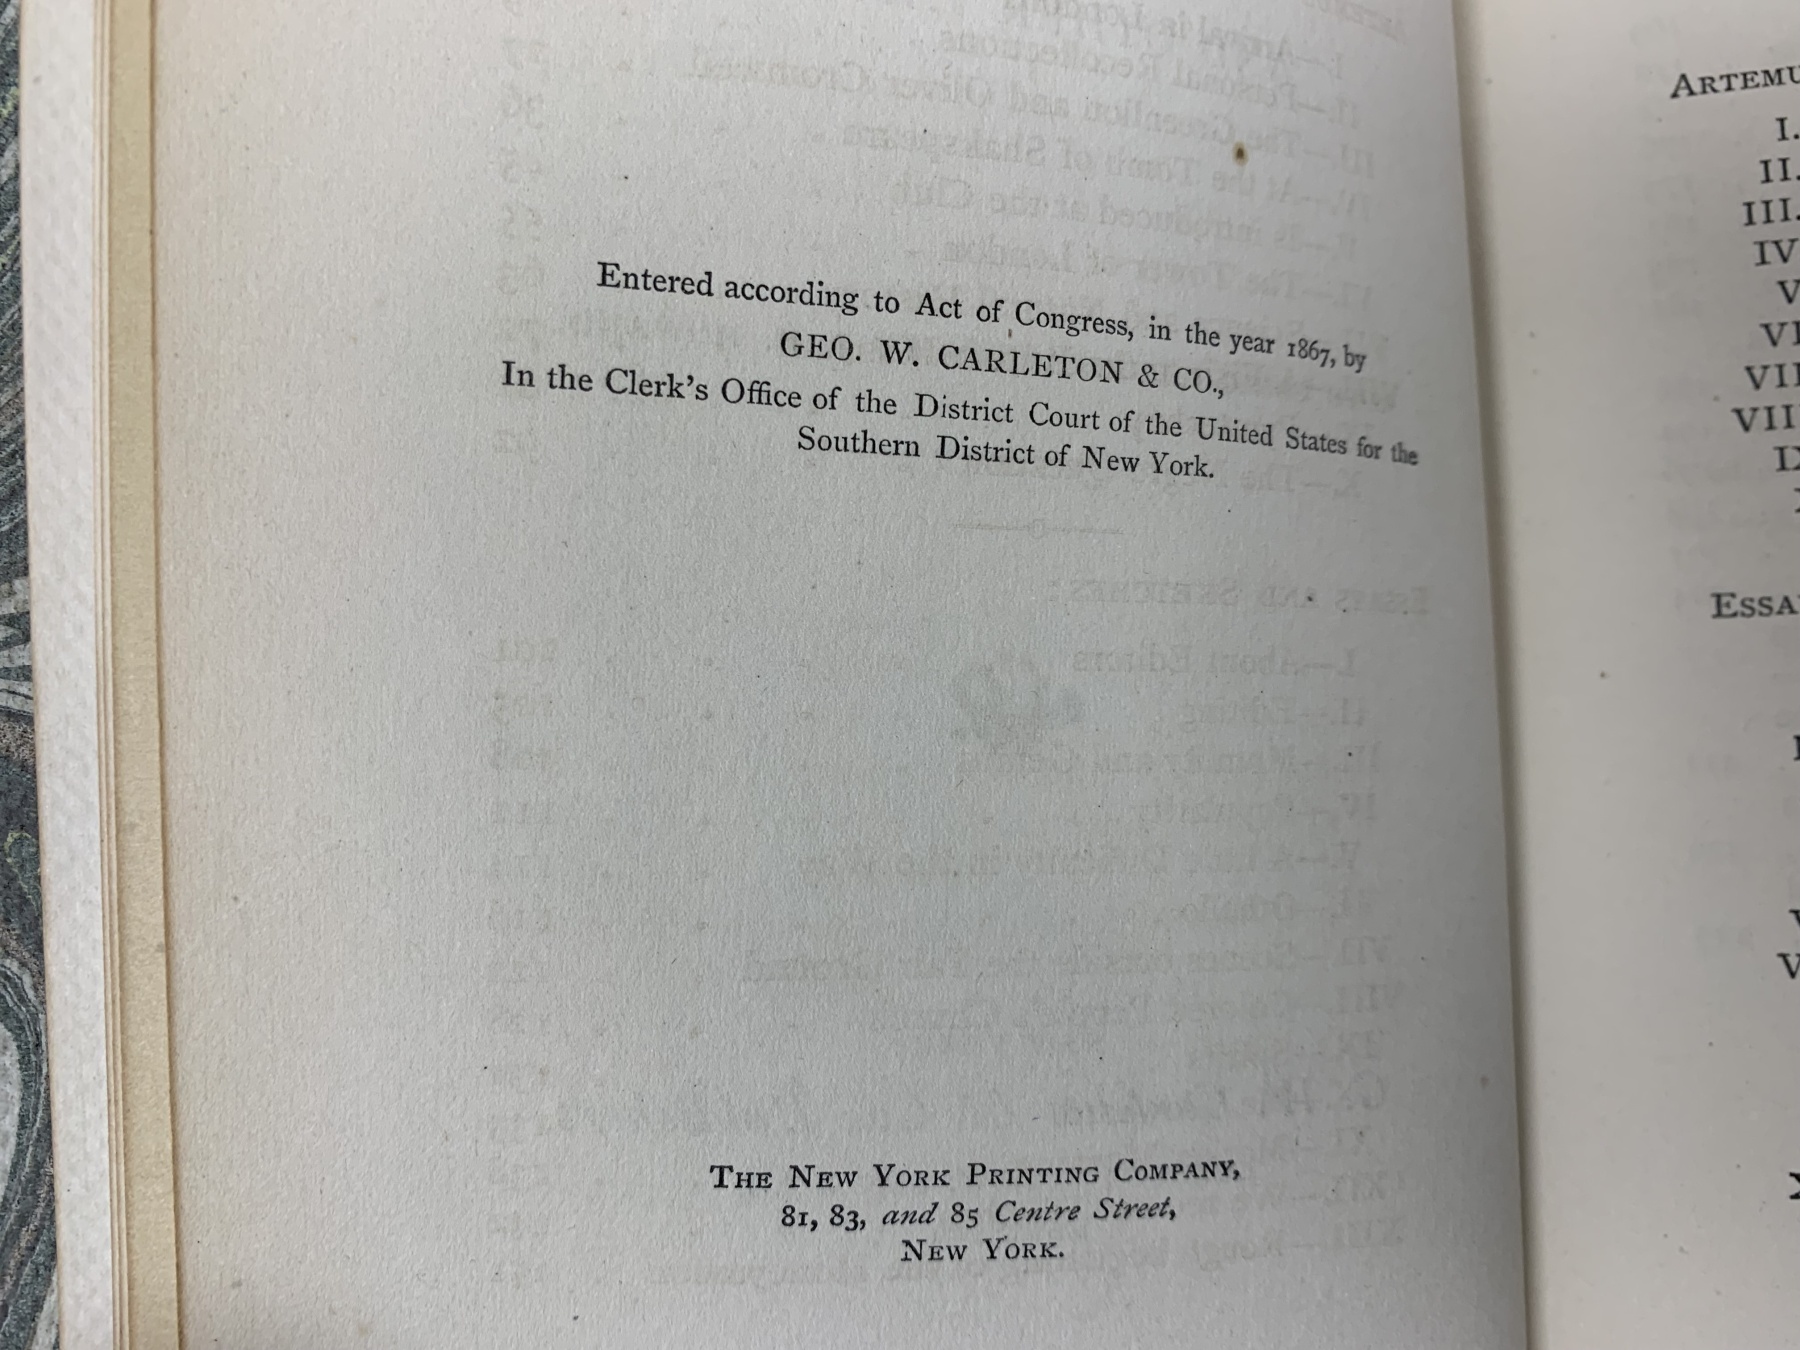 Entered according to Act of Congress, in the year 1867, by
GEO. W. CARLETON & CO.,
In the Clerk's Office of the District Court of the United States for the
Southern District of New York.
THE NEW YORK PRINTING COMPANY,
81, 83, and 85 Centre Street,
NEW YORK.
ARTEMU
I.
II.
III.
IV
V
VI
VII
VIII
IX
ESSA
V